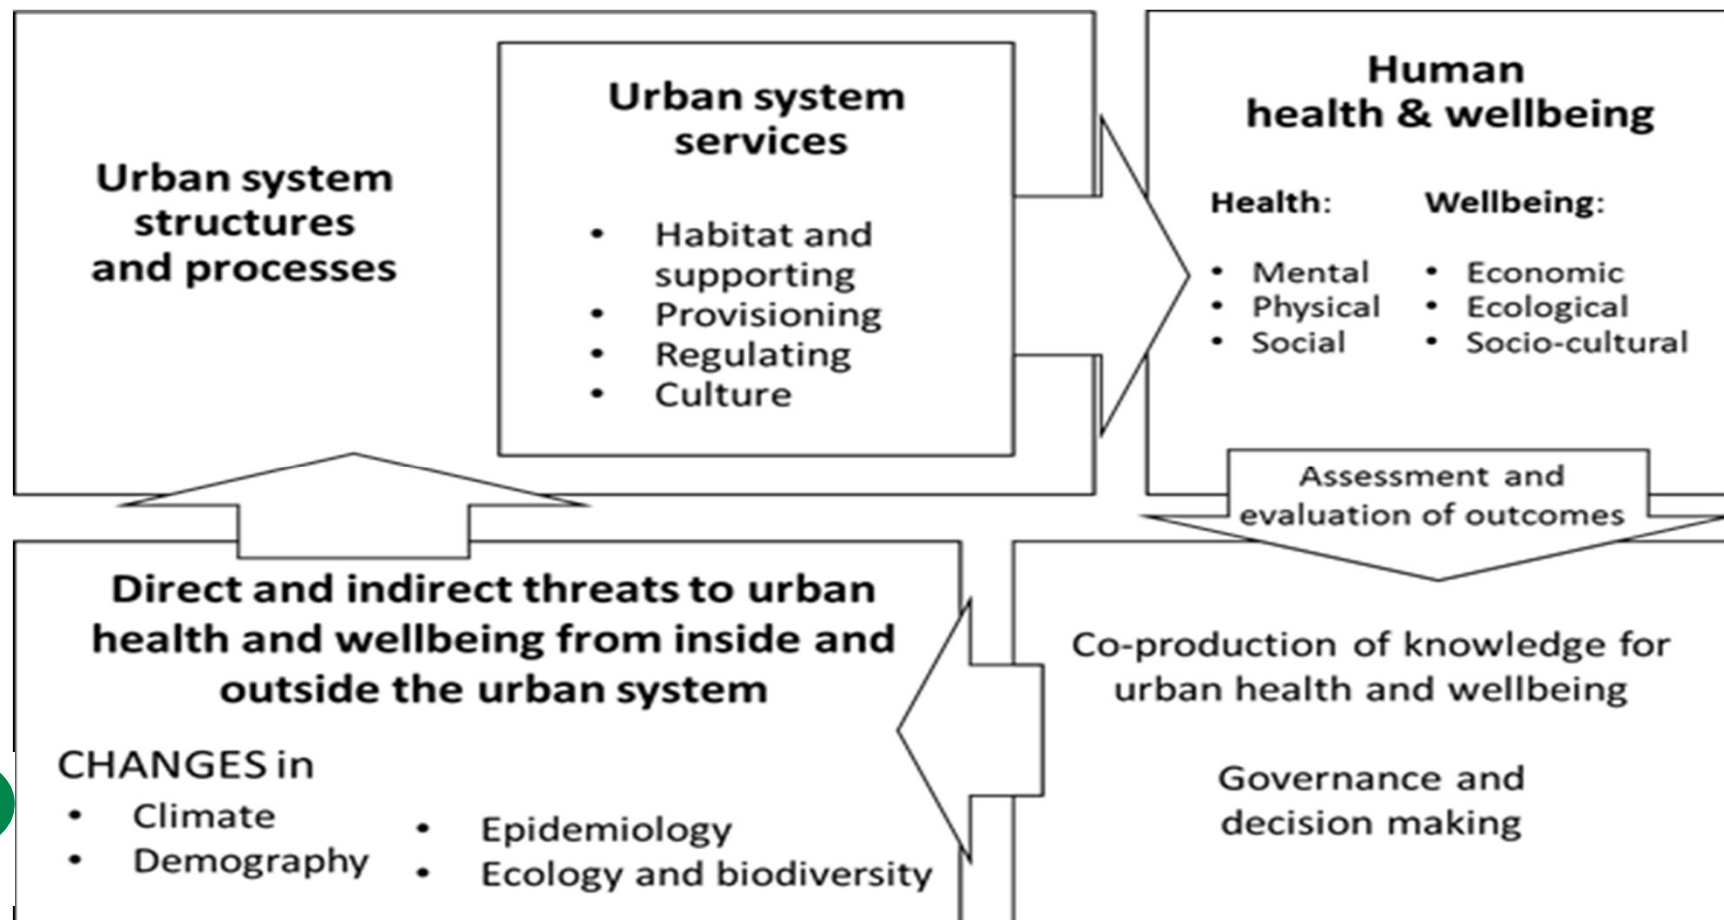 Urban system
structures
and processes
Urban system
services
• Habitat and
supporting
• Provisioning
• Regulating
• Culture
Human
health & wellbeing
Health:
• Mental
• Physical
• Social
Wellbeing:
• Economic
• Ecological
• Socio-cultural
Assessment and
evaluation of outcomes
Co-production of knowledge for
urban health and wellbeing
Governance and
decision making
Direct and indirect threats to urban
health and wellbeing from inside and
outside the urban system
CHANGES in
• Climate
• Demography
• Epidemiology
• Ecology and biodiversity